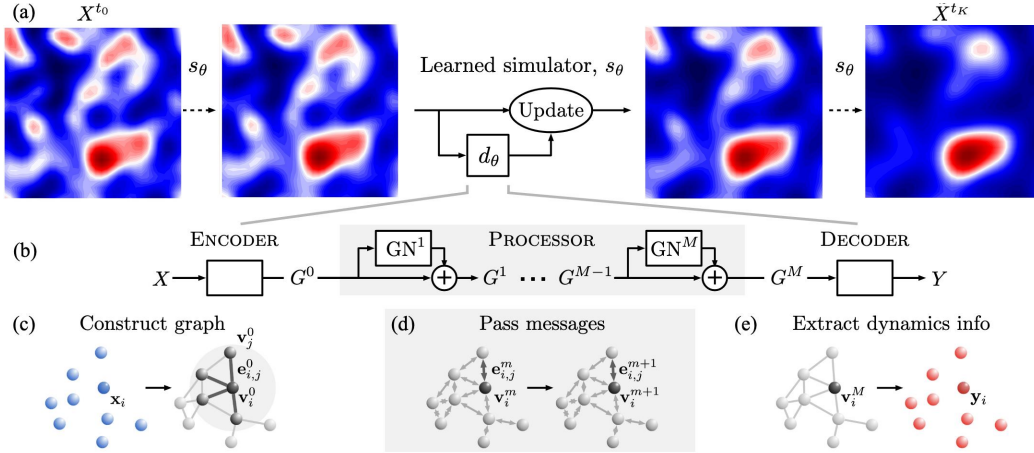 (a)
X^{t_0}
s_θ
Learned simulator, s_θ
Update
d_θ
s_θ
X^{t_K}
(b)
ENCODER
PROCESSOR
DECODER
X
G^0
GN^1
+
G^1
...
G^{M-1}
GN^M
+
G^M
Y
(c)
Construct graph
x_i
v_j^0
e_{i,j}^0
v_i^0
(d)
Pass messages
e_{i,j}^m
v_i^m
e_{i,j}^{m+1}
v_i^{m+1}
(e)
Extract dynamics info
v_i^M
y_i